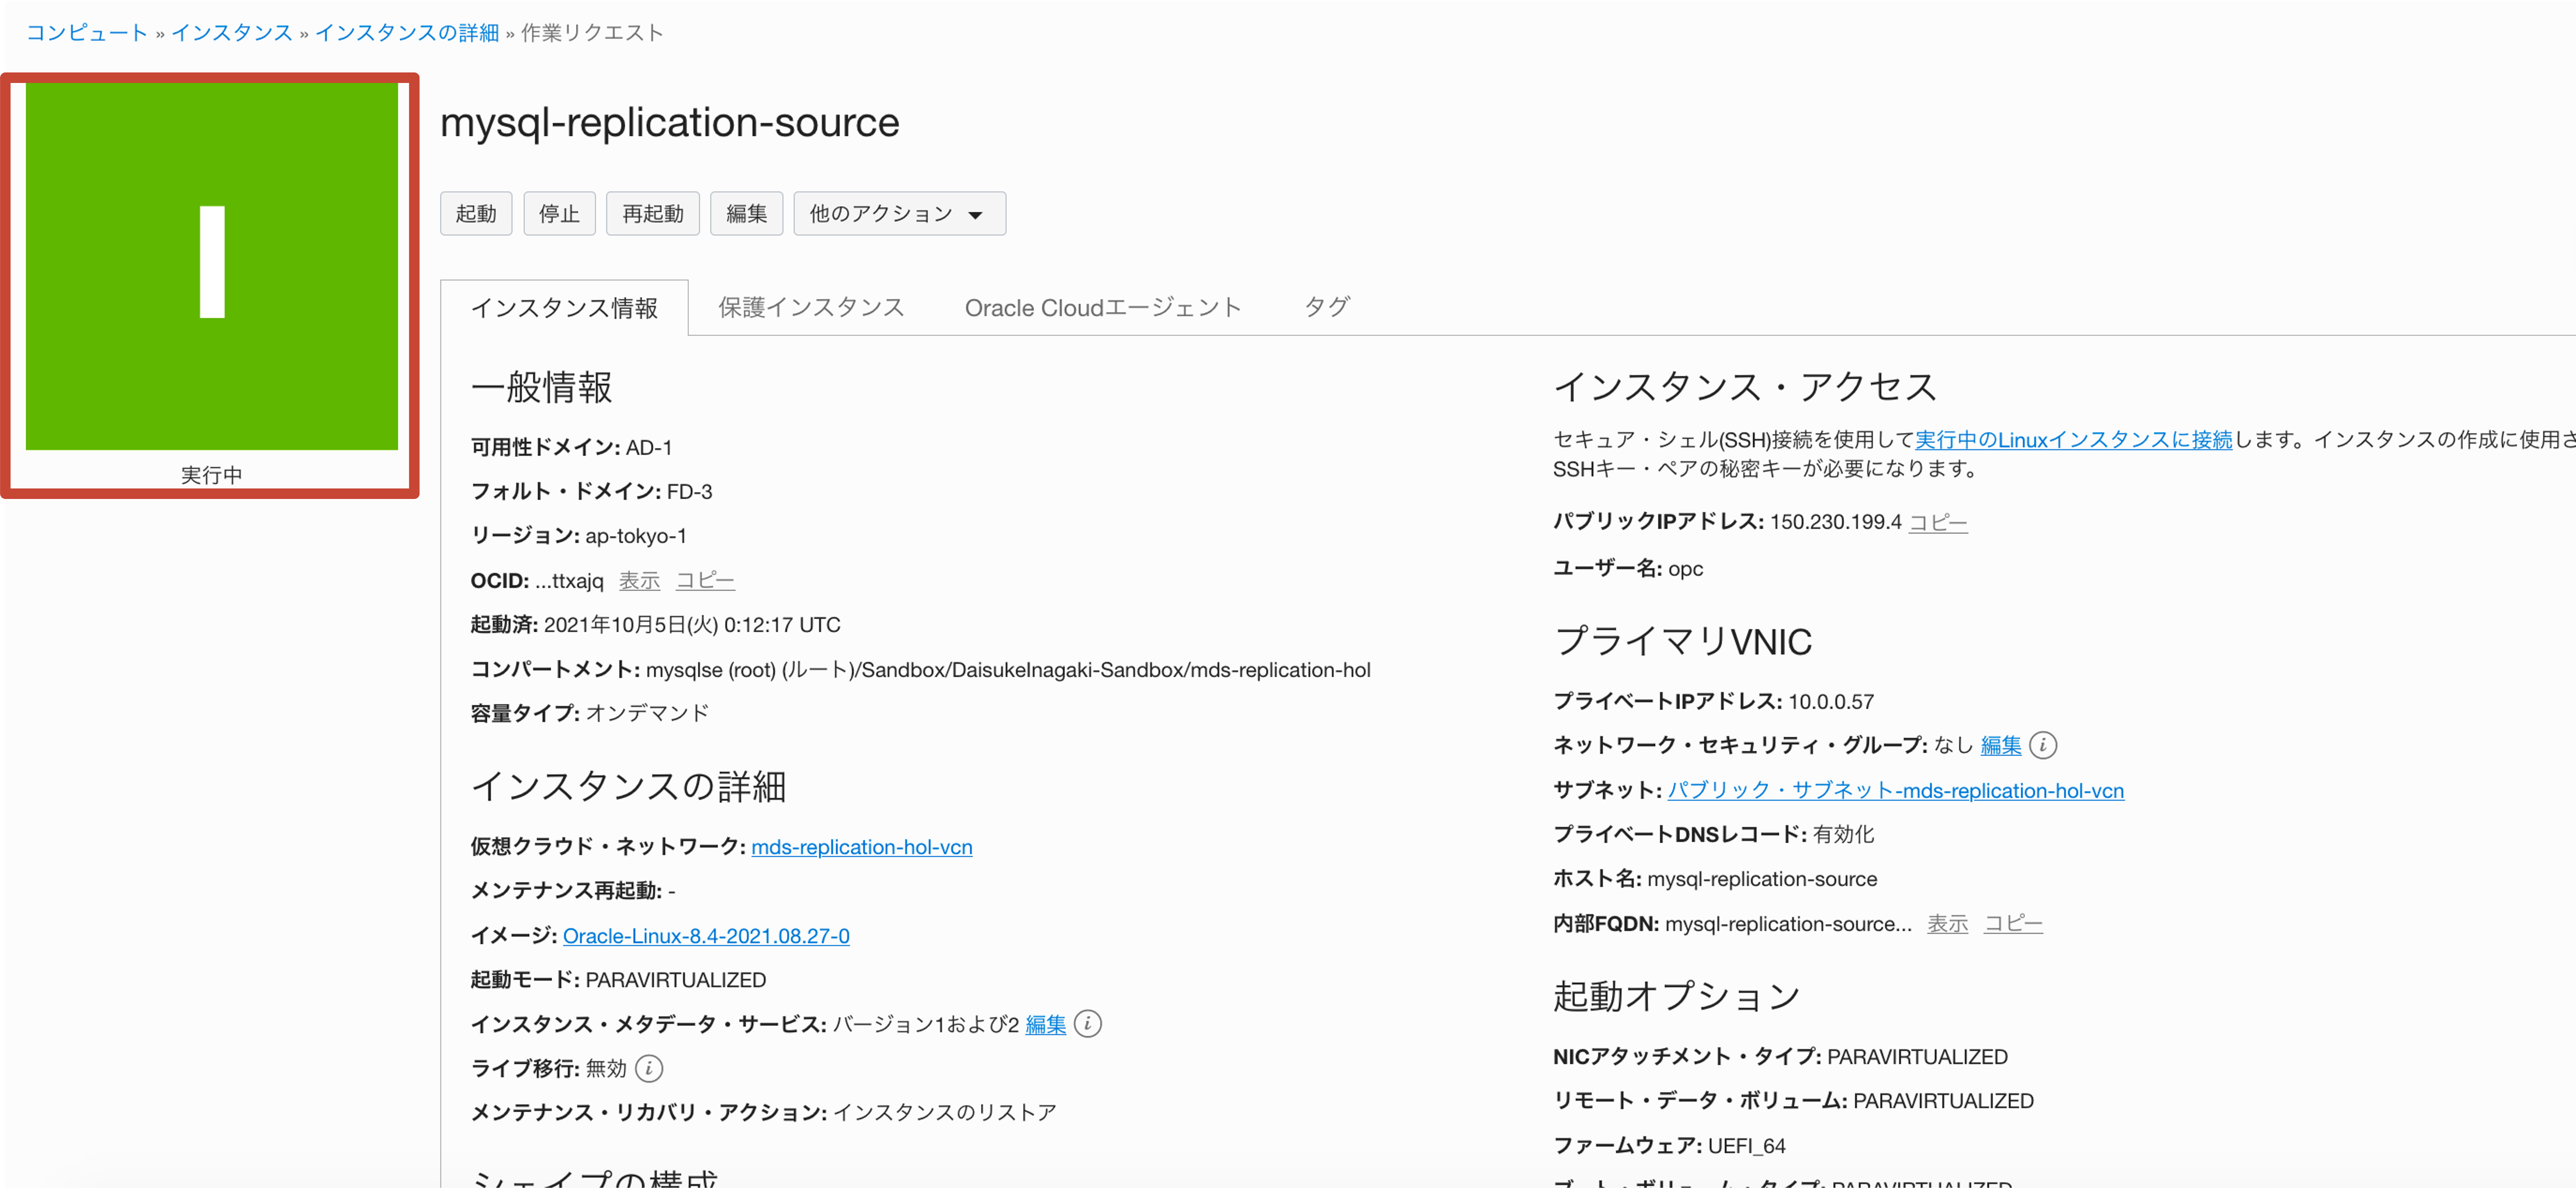 コンピュート » インスタンス » インスタンスの詳細 » 作業リクエスト
I
実行中
mysql-replication-source
起動 停止 再起動 編集 他のアクション
インスタンス情報 保護インスタンス Oracle Cloudエージェント タグ
一般情報
可用性ドメイン: AD-1
フォルト・ドメイン: FD-3
リージョン: ap-tokyo-1
OCID: ...ttxajq 表示 コピー
起動済: 2021年10月5日(火) 0:12:17 UTC
コンパートメント: mysqlse (root) (ルート)/Sandbox/DaisukeInagaki-Sandbox/mds-replication-hol
容量タイプ: オンデマンド
インスタンスの詳細
仮想クラウド・ネットワーク: mds-replication-hol-vcn
メンテナンス再起動: -
イメージ: Oracle-Linux-8.4-2021.08.27-0
起動モード: PARAVIRTUALIZED
インスタンス・メタデータ・サービス: バージョン1および2 編集
ライブ移行: 無効
メンテナンス・リカバリ・アクション: インスタンスのリストア
シェイプの構成
インスタンス・アクセス
セキュア・シェル(SSH)接続を使用して実行中のLinuxインスタンスに接続します。インスタンスの作成に使用さ
SSHキー・ペアの秘密キーが必要になります。
パブリックIPアドレス: 150.230.199.4 コピー
ユーザー名: opc
プライマリVNIC
プライベートIPアドレス: 10.0.0.57
ネットワーク・セキュリティ・グループ: なし 編集
サブネット: パブリック・サブネット-mds-replication-hol-vcn
プライベートDNSレコード: 有効化
ホスト名: mysql-replication-source
内部FQDN: mysql-replication-source... 表示 コピー
起動オプション
NICアタッチメント・タイプ: PARAVIRTUALIZED
リモート・データ・ボリューム: PARAVIRTUALIZED
ファームウェア: UEFI_64
ブート・ボリューム・タイプ: PARAVIRTUALIZED